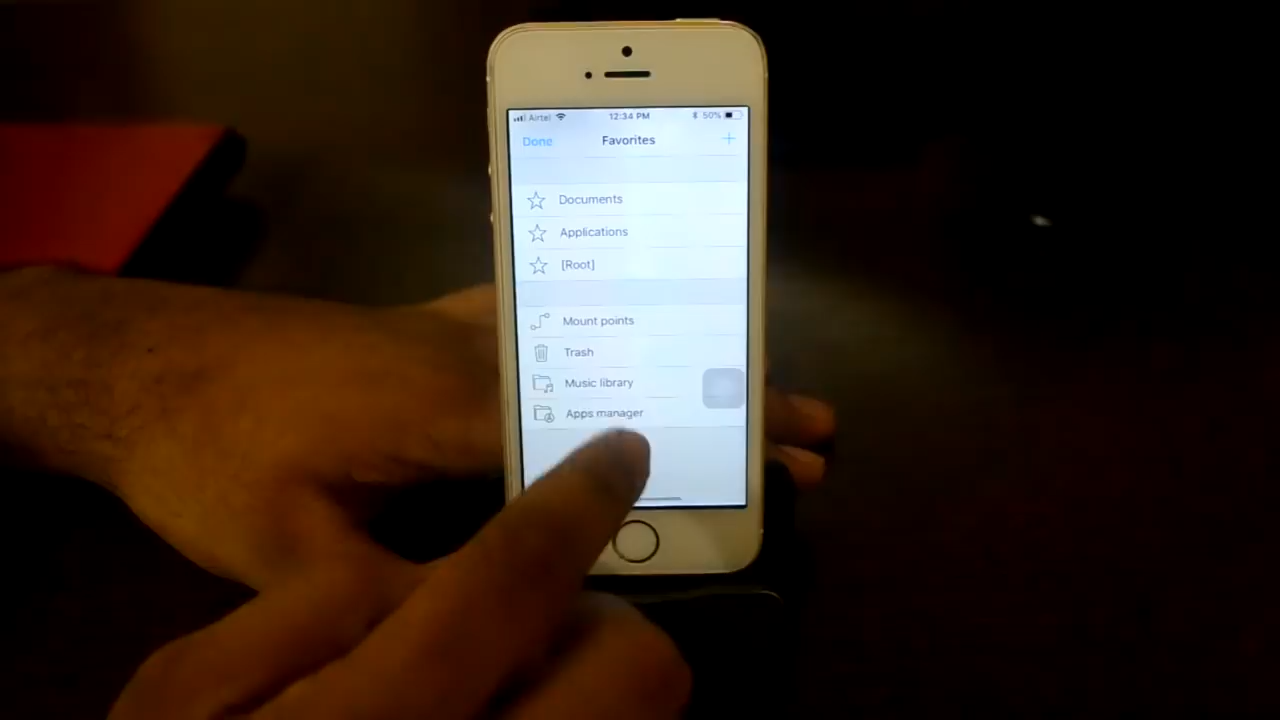 Airtel 12:34 PM 50%
Done Favorites +
Documents
Applications
[Root]
Mount points
Trash
Music library
Apps manager